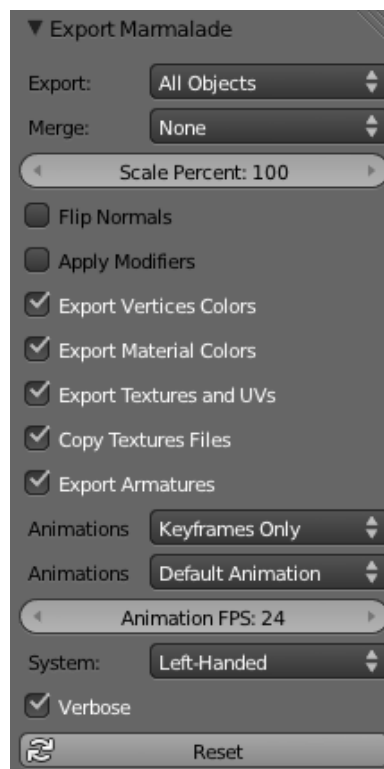 Export Marmalade
Export: All Objects
Merge: None
Scale Percent: 100
Flip Normals
Apply Modifiers
Export Vertices Colors
Export Material Colors
Export Textures and UVs
Copy Textures Files
Export Armatures
Animations Keyframes Only
Animations Default Animation
Animation FPS: 24
System: Left-Handed
Verbose
Reset